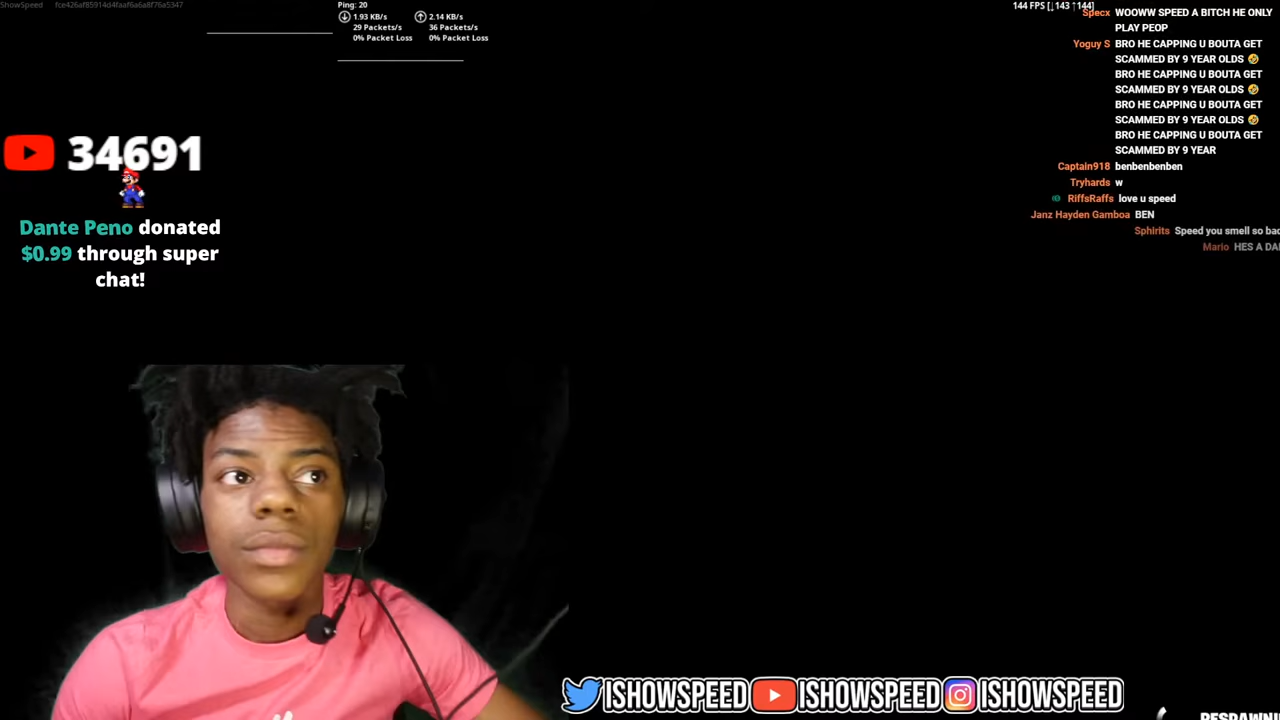 ShowSpeed fce426af85914d4faaf6a6a8f76a5347
Ping: 20
1.93 KB/s 2.14 KB/s
29 Packets/s 36 Packets/s
0% Packet Loss 0% Packet Loss
144 FPS [↓143 ↑144]
Specx WOOWW SPEED A BITCH HE ONLY
PLAY PEOP
Yoguy S BRO HE CAPPING U BOUTA GET
SCAMMED BY 9 YEAR OLDS 🤣
BRO HE CAPPING U BOUTA GET
SCAMMED BY 9 YEAR OLDS 🤣
BRO HE CAPPING U BOUTA GET
SCAMMED BY 9 YEAR OLDS 🤣
BRO HE CAPPING U BOUTA GET
SCAMMED BY 9 YEAR
Captain918 benbenbenben
Tryhards w
RiffsRaffs love u speed
Janz Hayden Gamboa BEN
Sphirits Speed you smell so bad
Mario HES A DA
34691
Dante Peno donated
$0.99 through super
chat!
ISHOWSPEED ISHOWSPEED ISHOWSPEED